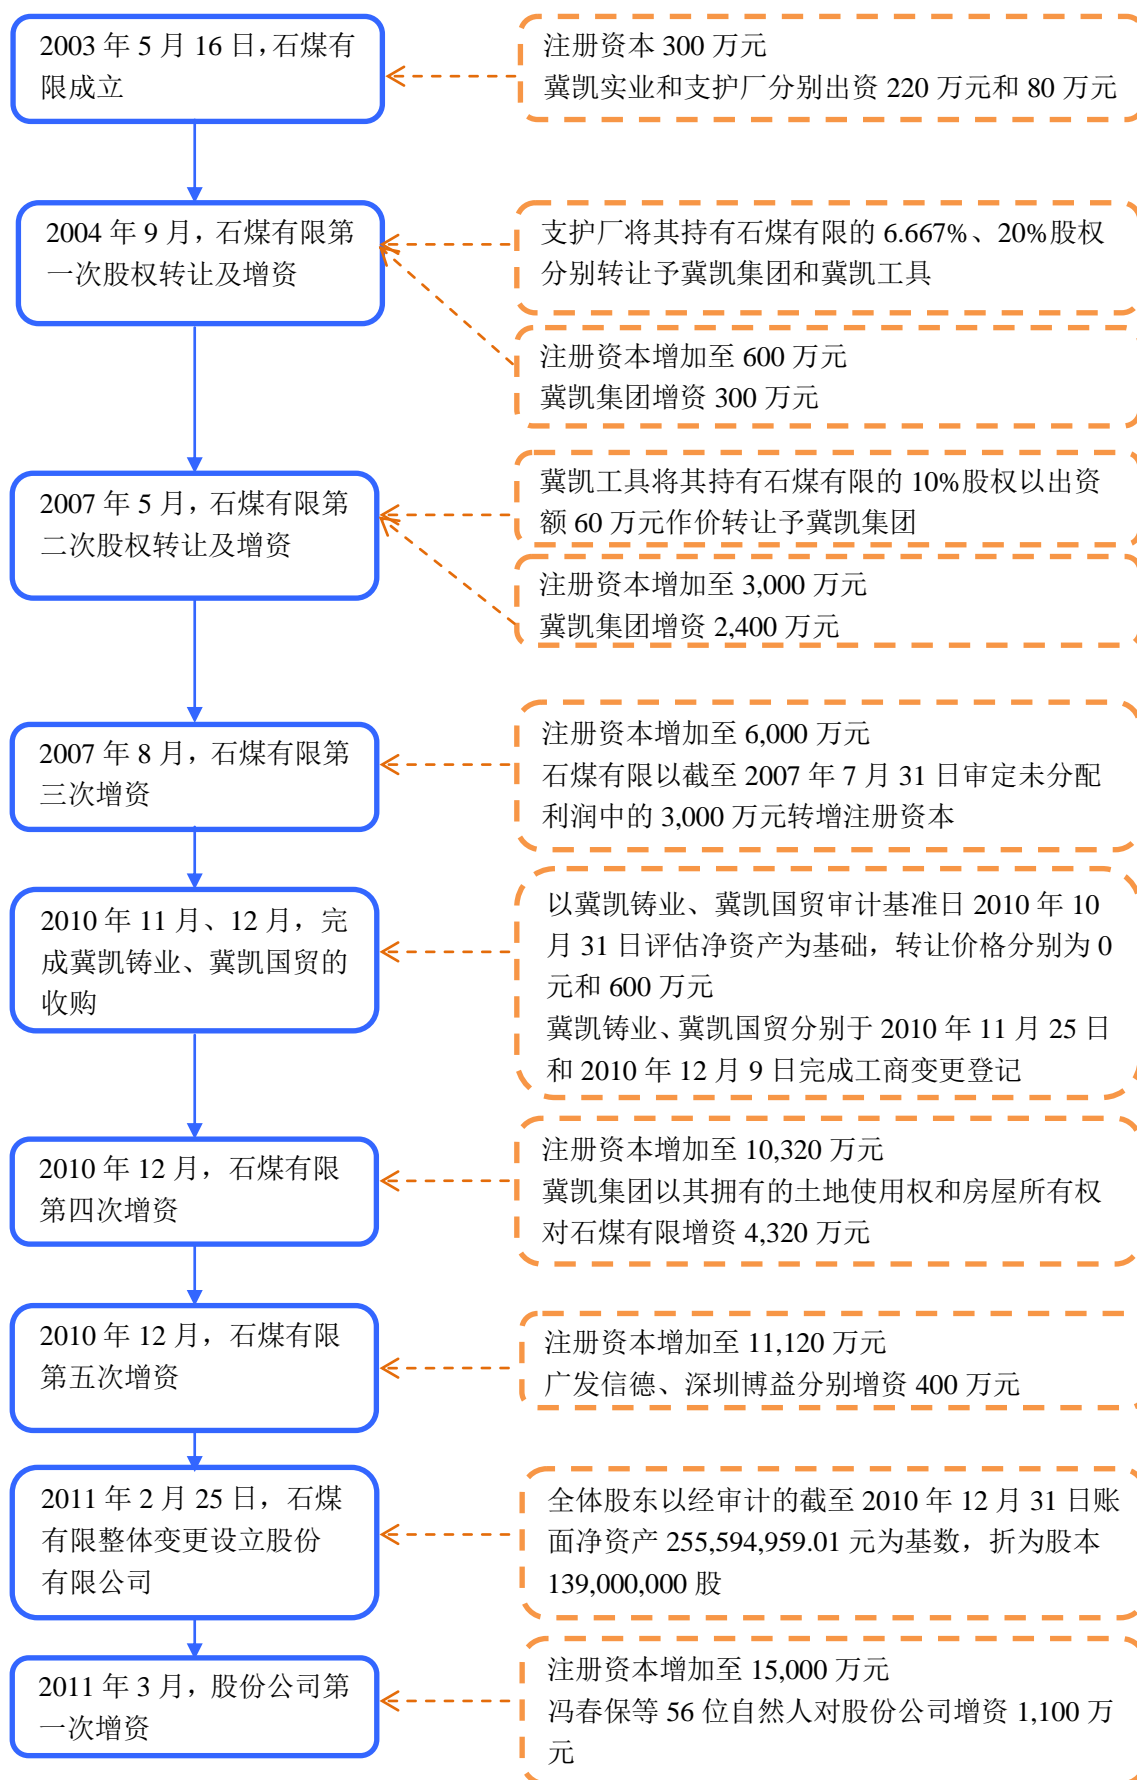 2003 年 5 月 16 日，石煤有
限成立
注册资本 300 万元
冀凯实业和支护厂分别出资 220 万元和 80 万元
2004 年 9 月，石煤有限第
一次股权转让及增资
支护厂将其持有石煤有限的 6.667%、20%股权
分别转让予冀凯集团和冀凯工具
注册资本增加至 600 万元
冀凯集团增资 300 万元
2007 年 5 月，石煤有限第
二次股权转让及增资
冀凯工具将其持有石煤有限的 10%股权以出资
额 60 万元作价转让予冀凯集团
注册资本增加至 3,000 万元
冀凯集团增资 2,400 万元
2007 年 8 月，石煤有限第
三次增资
注册资本增加至 6,000 万元
石煤有限以截至 2007 年 7 月 31 日审定未分配
利润中的 3,000 万元转增注册资本
2010 年 11 月、12 月，完
成冀凯铸业、冀凯国贸的
收购
以冀凯铸业、冀凯国贸审计基准日 2010 年 10
月 31 日评估净资产为基础，转让价格分别为 0
元和 600 万元
冀凯铸业、冀凯国贸分别于 2010 年 11 月 25 日
和 2010 年 12 月 9 日完成工商变更登记
2010 年 12 月，石煤有限
第四次增资
注册资本增加至 10,320 万元
冀凯集团以其拥有的土地使用权和房屋所有权
对石煤有限增资 4,320 万元
2010 年 12 月，石煤有限
第五次增资
注册资本增加至 11,120 万元
广发信德、深圳博益分别增资 400 万元
2011 年 2 月 25 日，石煤
有限整体变更设立股份
有限公司
全体股东以经审计的截至 2010 年 12 月 31 日账
面净资产 255,594,959.01 元为基数，折为股本
139,000,000 股
2011 年 3 月，股份公司第
一次增资
注册资本增加至 15,000 万元
冯春保等 56 位自然人对股份公司增资 1,100 万
元